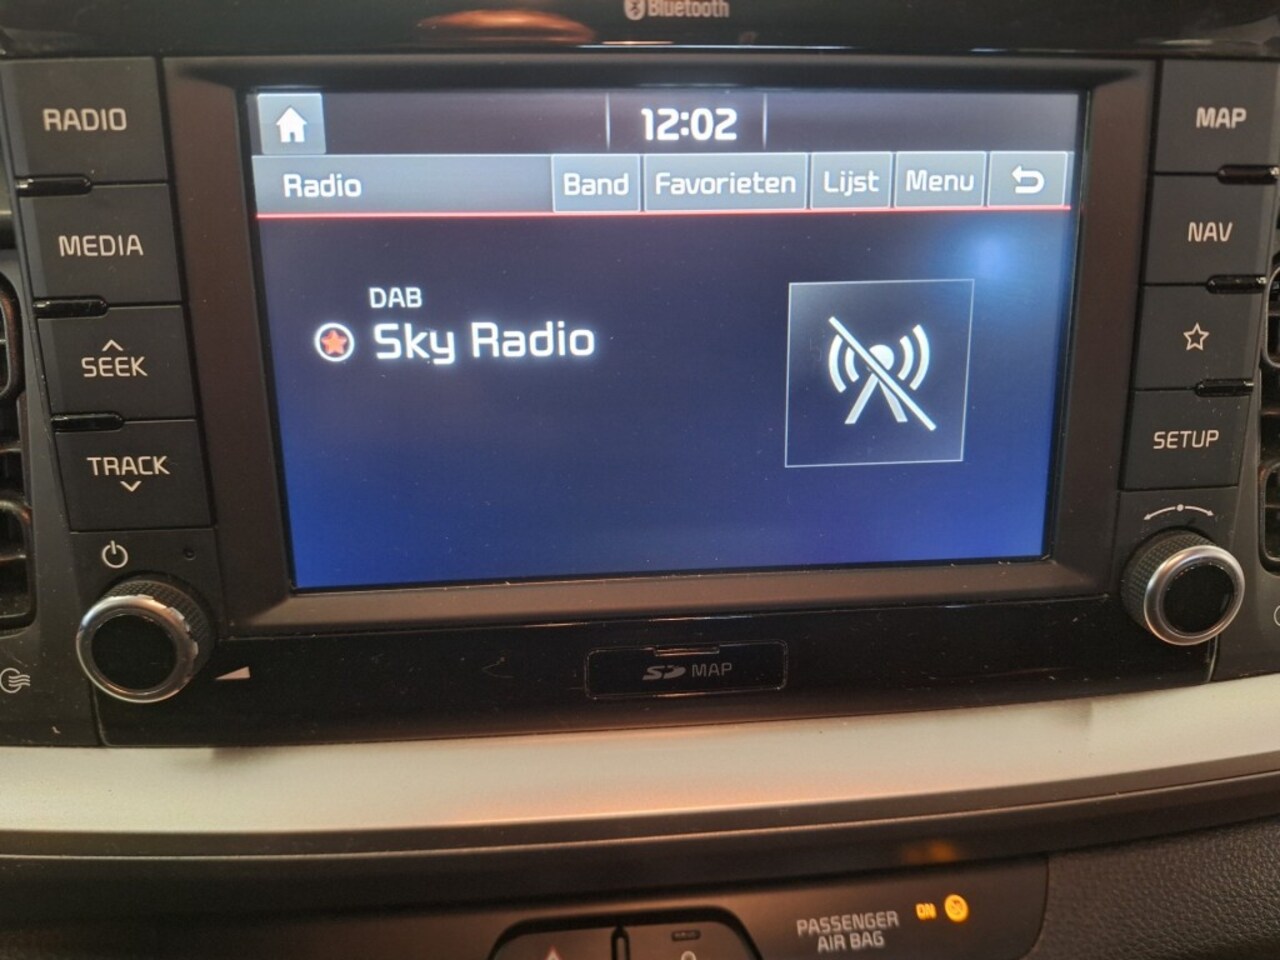 Bluetooth
RADIO
MEDIA
SEEK
TRACK
12:02
Radio
Band
Favorieten
Lijst
Menu
DAB
Sky Radio
MAP
NAV
SETUP
SD MAP
PASSENGER
AIR BAG
ON